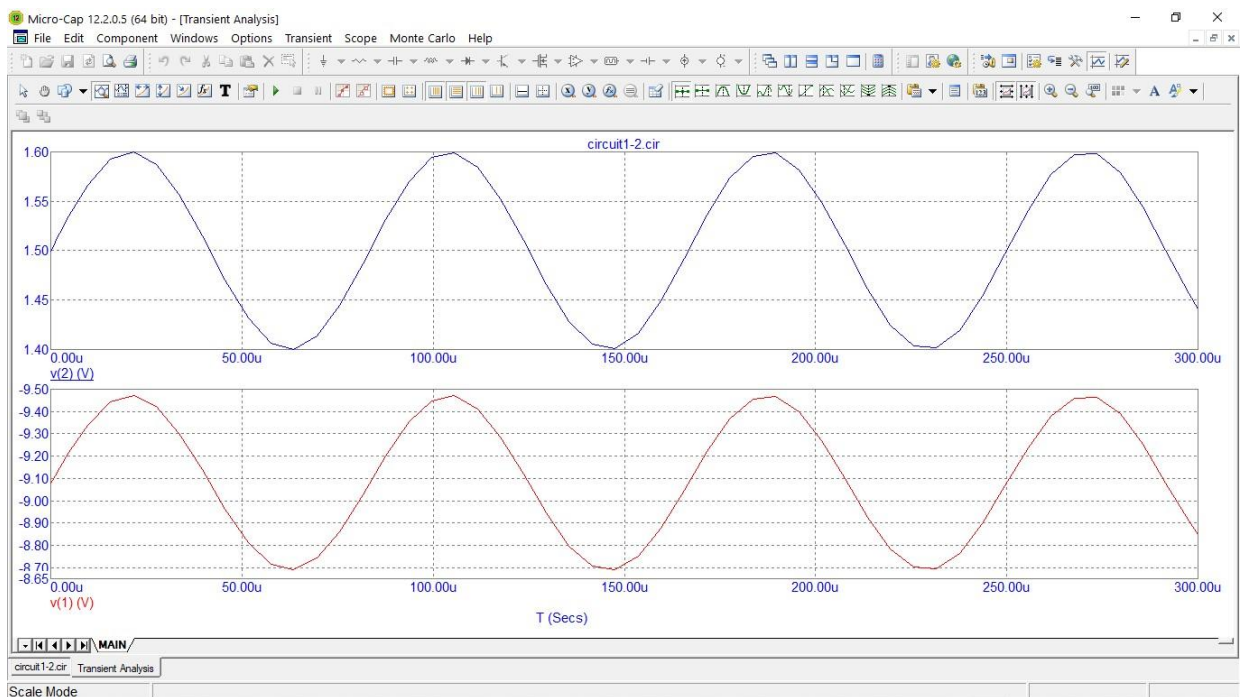 Micro-Cap 12.2.0.5 (64 bit) - [Transient Analysis]
File Edit Component Windows Options Transient Scope Monte Carlo Help
circuit1-2.cir
1.60
1.55
1.50
1.45
1.40
0.00u 50.00u 100.00u 150.00u 200.00u 250.00u 300.00u
v(2) (V)
-9.50
-9.40
-9.30
-9.20
-9.10
-9.00
-8.90
-8.80
-8.70
-8.65
0.00u 50.00u 100.00u 150.00u 200.00u 250.00u 300.00u
v(1) (V)
T (Secs)
MAIN
circuit1-2.cir Transient Analysis
Scale Mode